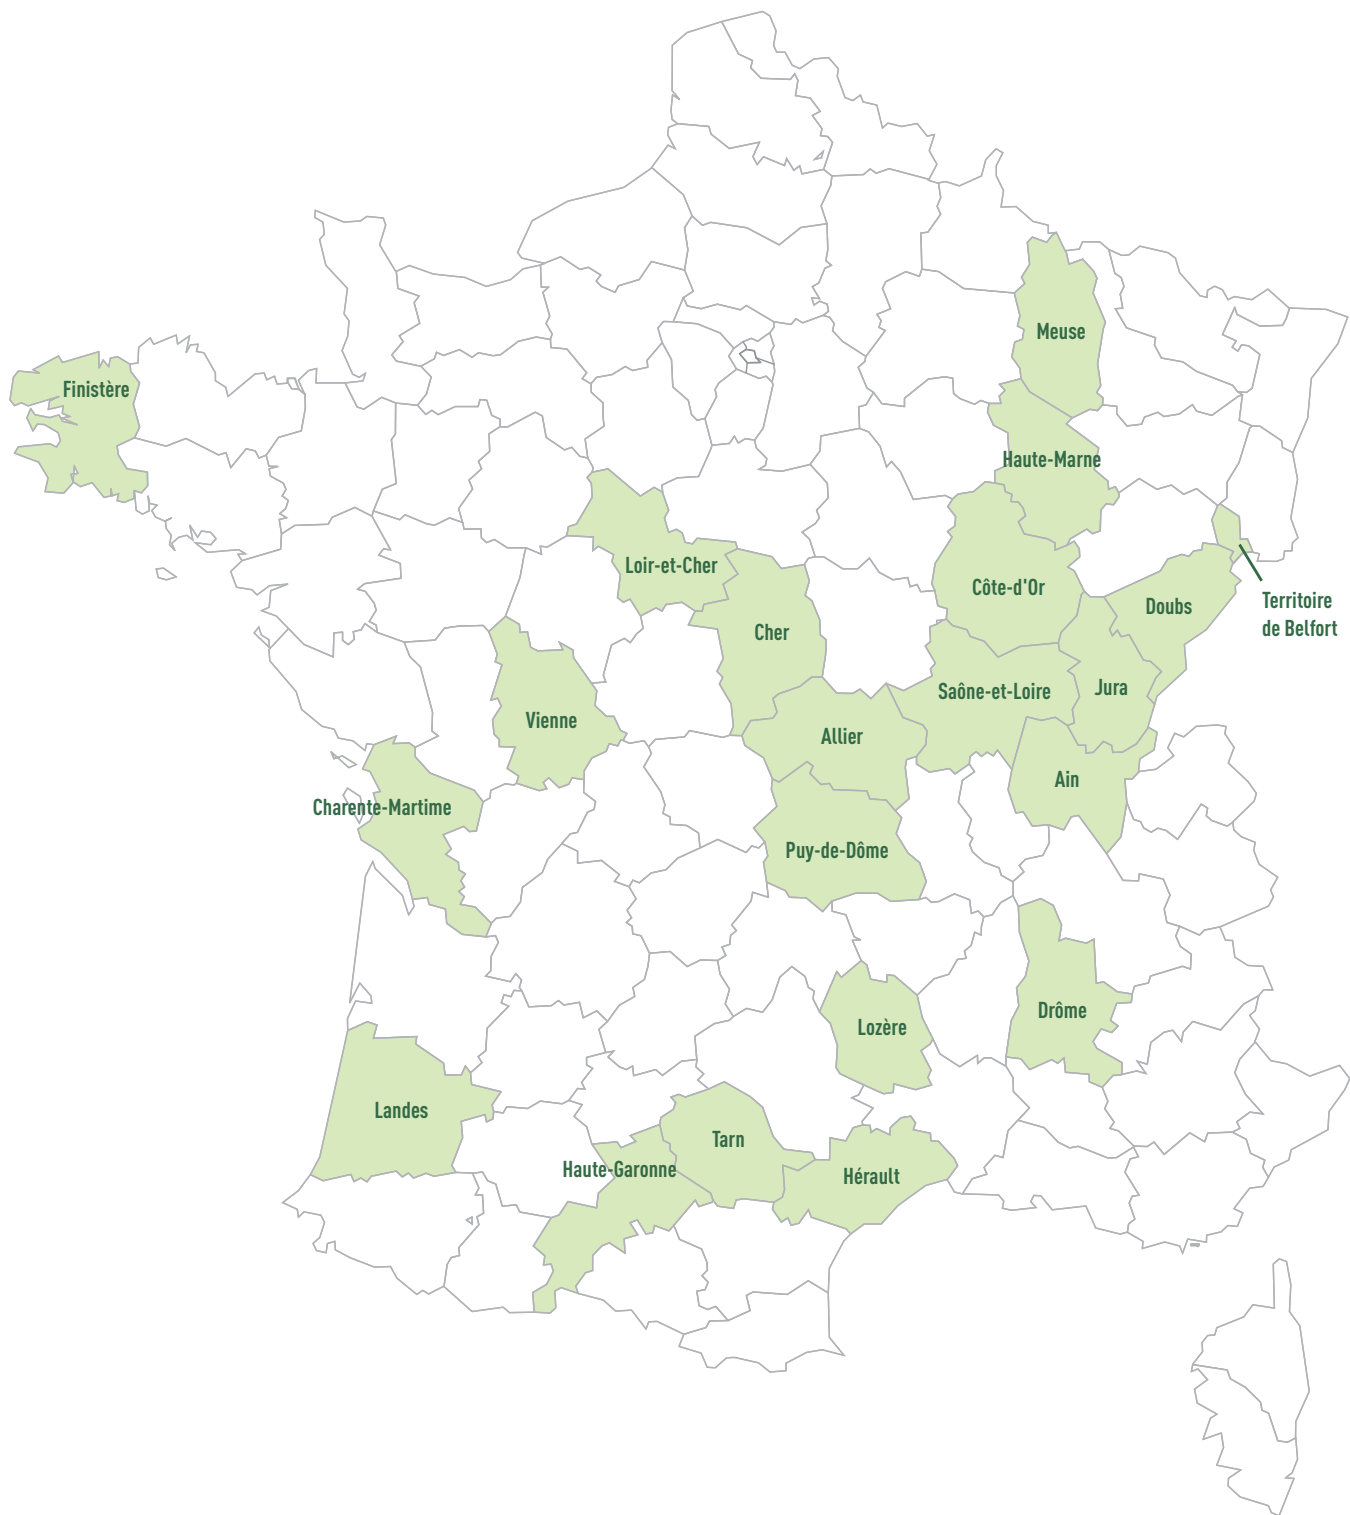 Meuse
Finistère
Haute-Marne
Loir-et-Cher
Côte-d'Or
Doubs
Territoire
de Belfort
Cher
Saône-et-Loire
Jura
Vienne
Allier
Ain
Charente-Martime
Puy-de-Dôme
Drôme
Lozère
Landes
Tarn
Haute-Garonne
Hérault